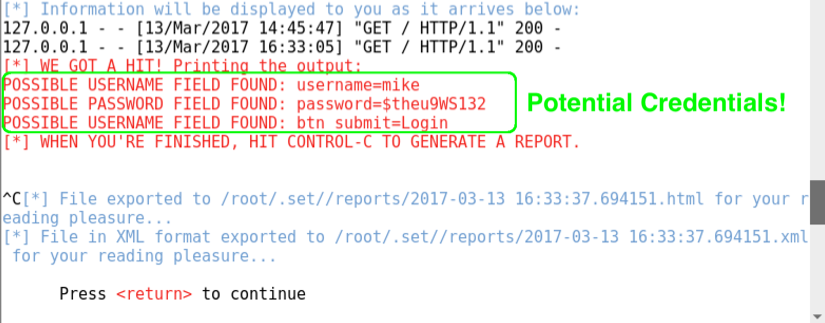 [*] Information will be displayed to you as it arrives below:
127.0.0.1 - - [13/Mar/2017 14:45:47] "GET / HTTP/1.1" 200 -
127.0.0.1 - - [13/Mar/2017 16:33:05] "GET / HTTP/1.1" 200 -
[*] WE GOT A HIT! Printing the output:
POSSIBLE USERNAME FIELD FOUND: username=mike
POSSIBLE PASSWORD FIELD FOUND: password=$theu9WS132
Potential Credentials!
POSSIBLE USERNAME FIELD FOUND: btn submit=Login
[*] WHEN YOU'RE FINISHED, HIT CONTROL-C TO GENERATE A REPORT.
^C[*] File exported to /root/.set//reports/2017-03-13 16:33:37.694151.html for your r
eading pleasure...
[*] File in XML format exported to /root/.set//reports/2017-03-13 16:33:37.694151.xml
for your reading pleasure...
Press <return> to continue